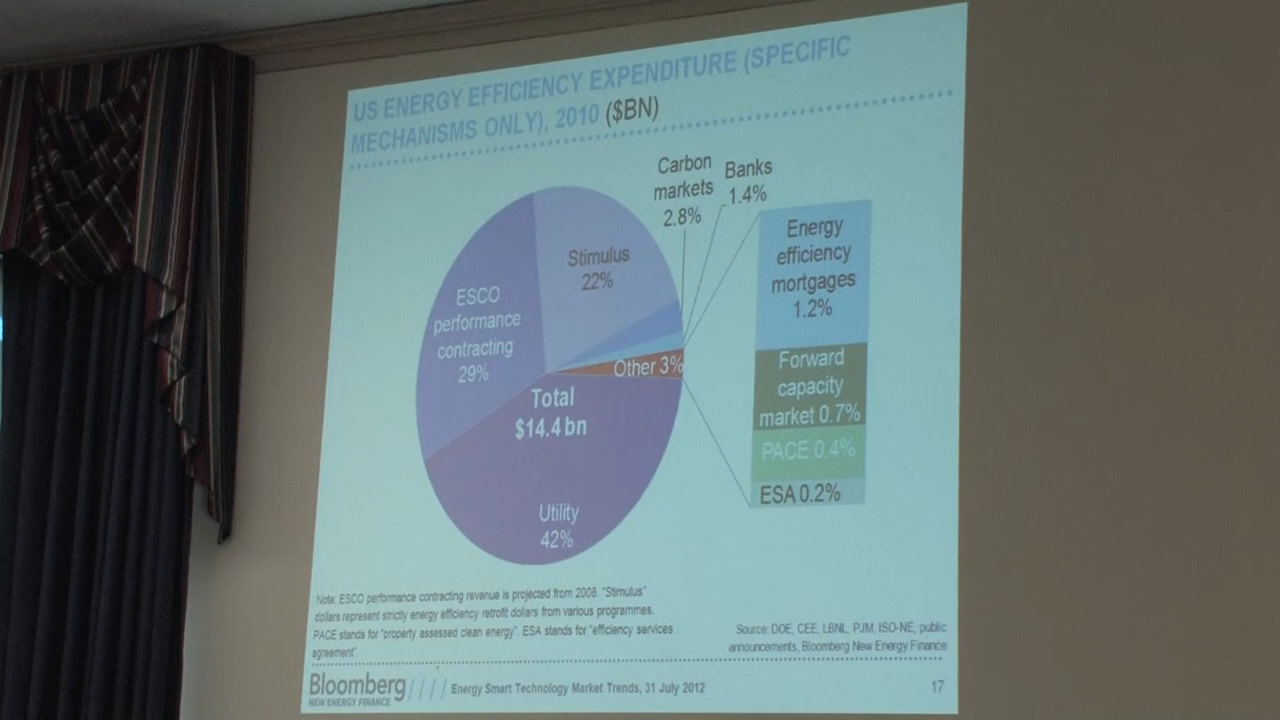 US ENERGY EFFICIENCY EXPENDITURE (SPECIFIC
MECHANISMS ONLY), 2010 ($BN)
Carbon
markets
2.8%
Banks
1.4%
Stimulus
22%
ESCO
performance
contracting
29%
Other 3%
Total
$14.4 bn
Utility
42%
Energy
efficiency
mortgages
1.2%
Forward
capacity
market 0.7%
PACE 0.4%
ESA 0.2%
Note: ESCO performance contracting revenue is projected from 2008. "Stimulus"
dollars represent strictly energy efficiency retrofit dollars from various programmes.
PACE stands for "property assessed clean energy". ESA stands for "efficiency services
agreement".
Source: DOE, CEE, LBNL, PJM, ISO-NE, public
announcements, Bloomberg New Energy Finance
Bloomberg
NEW ENERGY FINANCE
//// Energy Smart Technology Market Trends, 31 July 2012
17